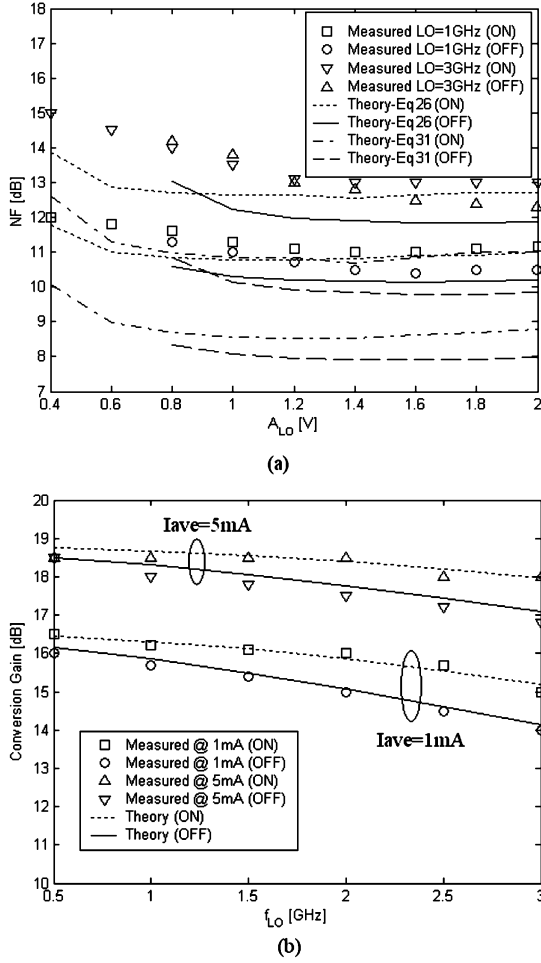 18
17
16
15
14
13
12
11
10
9
8
7
NF [dB]
Measured LO=1GHz (ON)
Measured LO=1GHz (OFF)
Measured LO=3GHz (ON)
Measured LO=3GHz (OFF)
Theory-Eq26 (ON)
Theory-Eq26 (OFF)
Theory-Eq31 (ON)
Theory-Eq31 (OFF)
0.4 0.6 0.8 1 1.2 1.4 1.6 1.8 2
A_LO [V]
(a)
20
19
18
17
16
15
14
13
12
11
10
Conversion Gain [dB]
Iave=5mA
Iave=1mA
Measured @ 1mA (ON)
Measured @ 1mA (OFF)
Measured @ 5mA (ON)
Measured @ 5mA (OFF)
Theory (ON)
Theory (OFF)
0.5 1 1.5 2 2.5 3
f_LO [GHz]
(b)